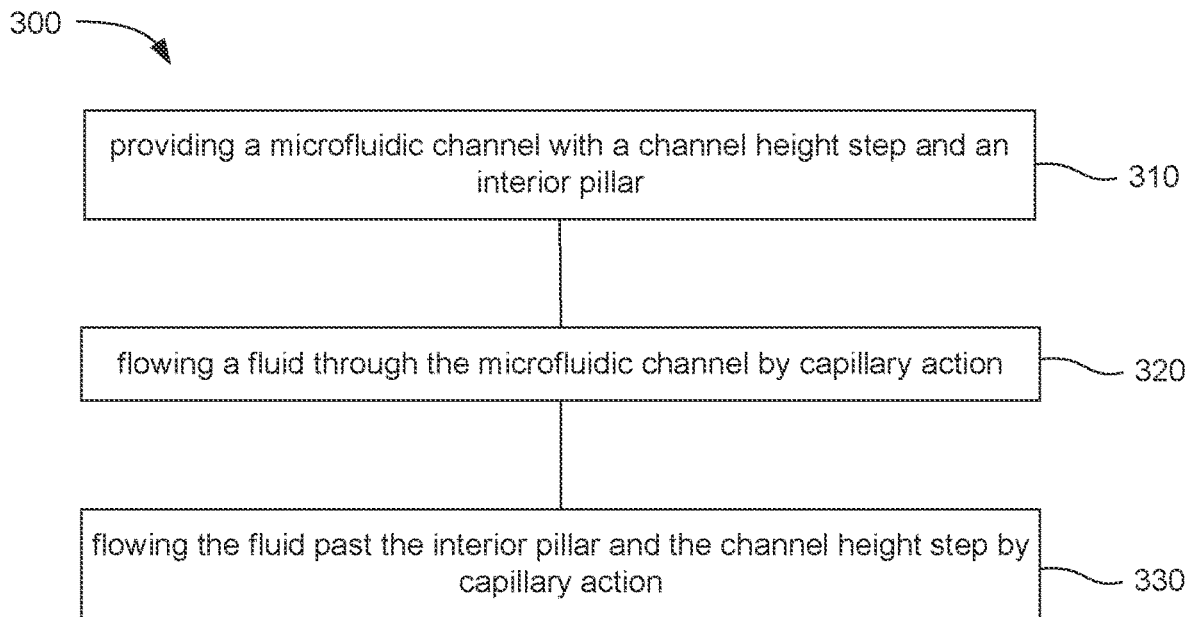 300
providing a microfluidic channel with a channel height step and an
interior pillar
310
flowing a fluid through the microfluidic channel by capillary action
320
flowing the fluid past the interior pillar and the channel height step by
capillary action
330